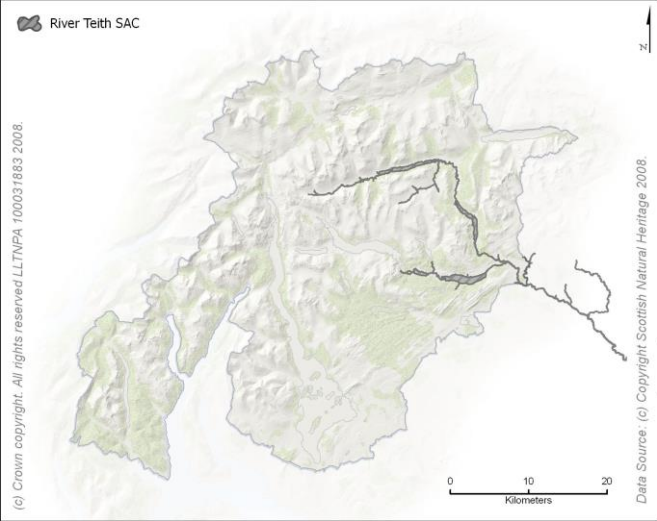 River Teith SAC
N
(c) Crown copyright. All rights reserved LLTNPA 100031883 2008.
Data Source: (c) Copyright Scottish Natural Heritage 2008.
0 10 20
Kilometers